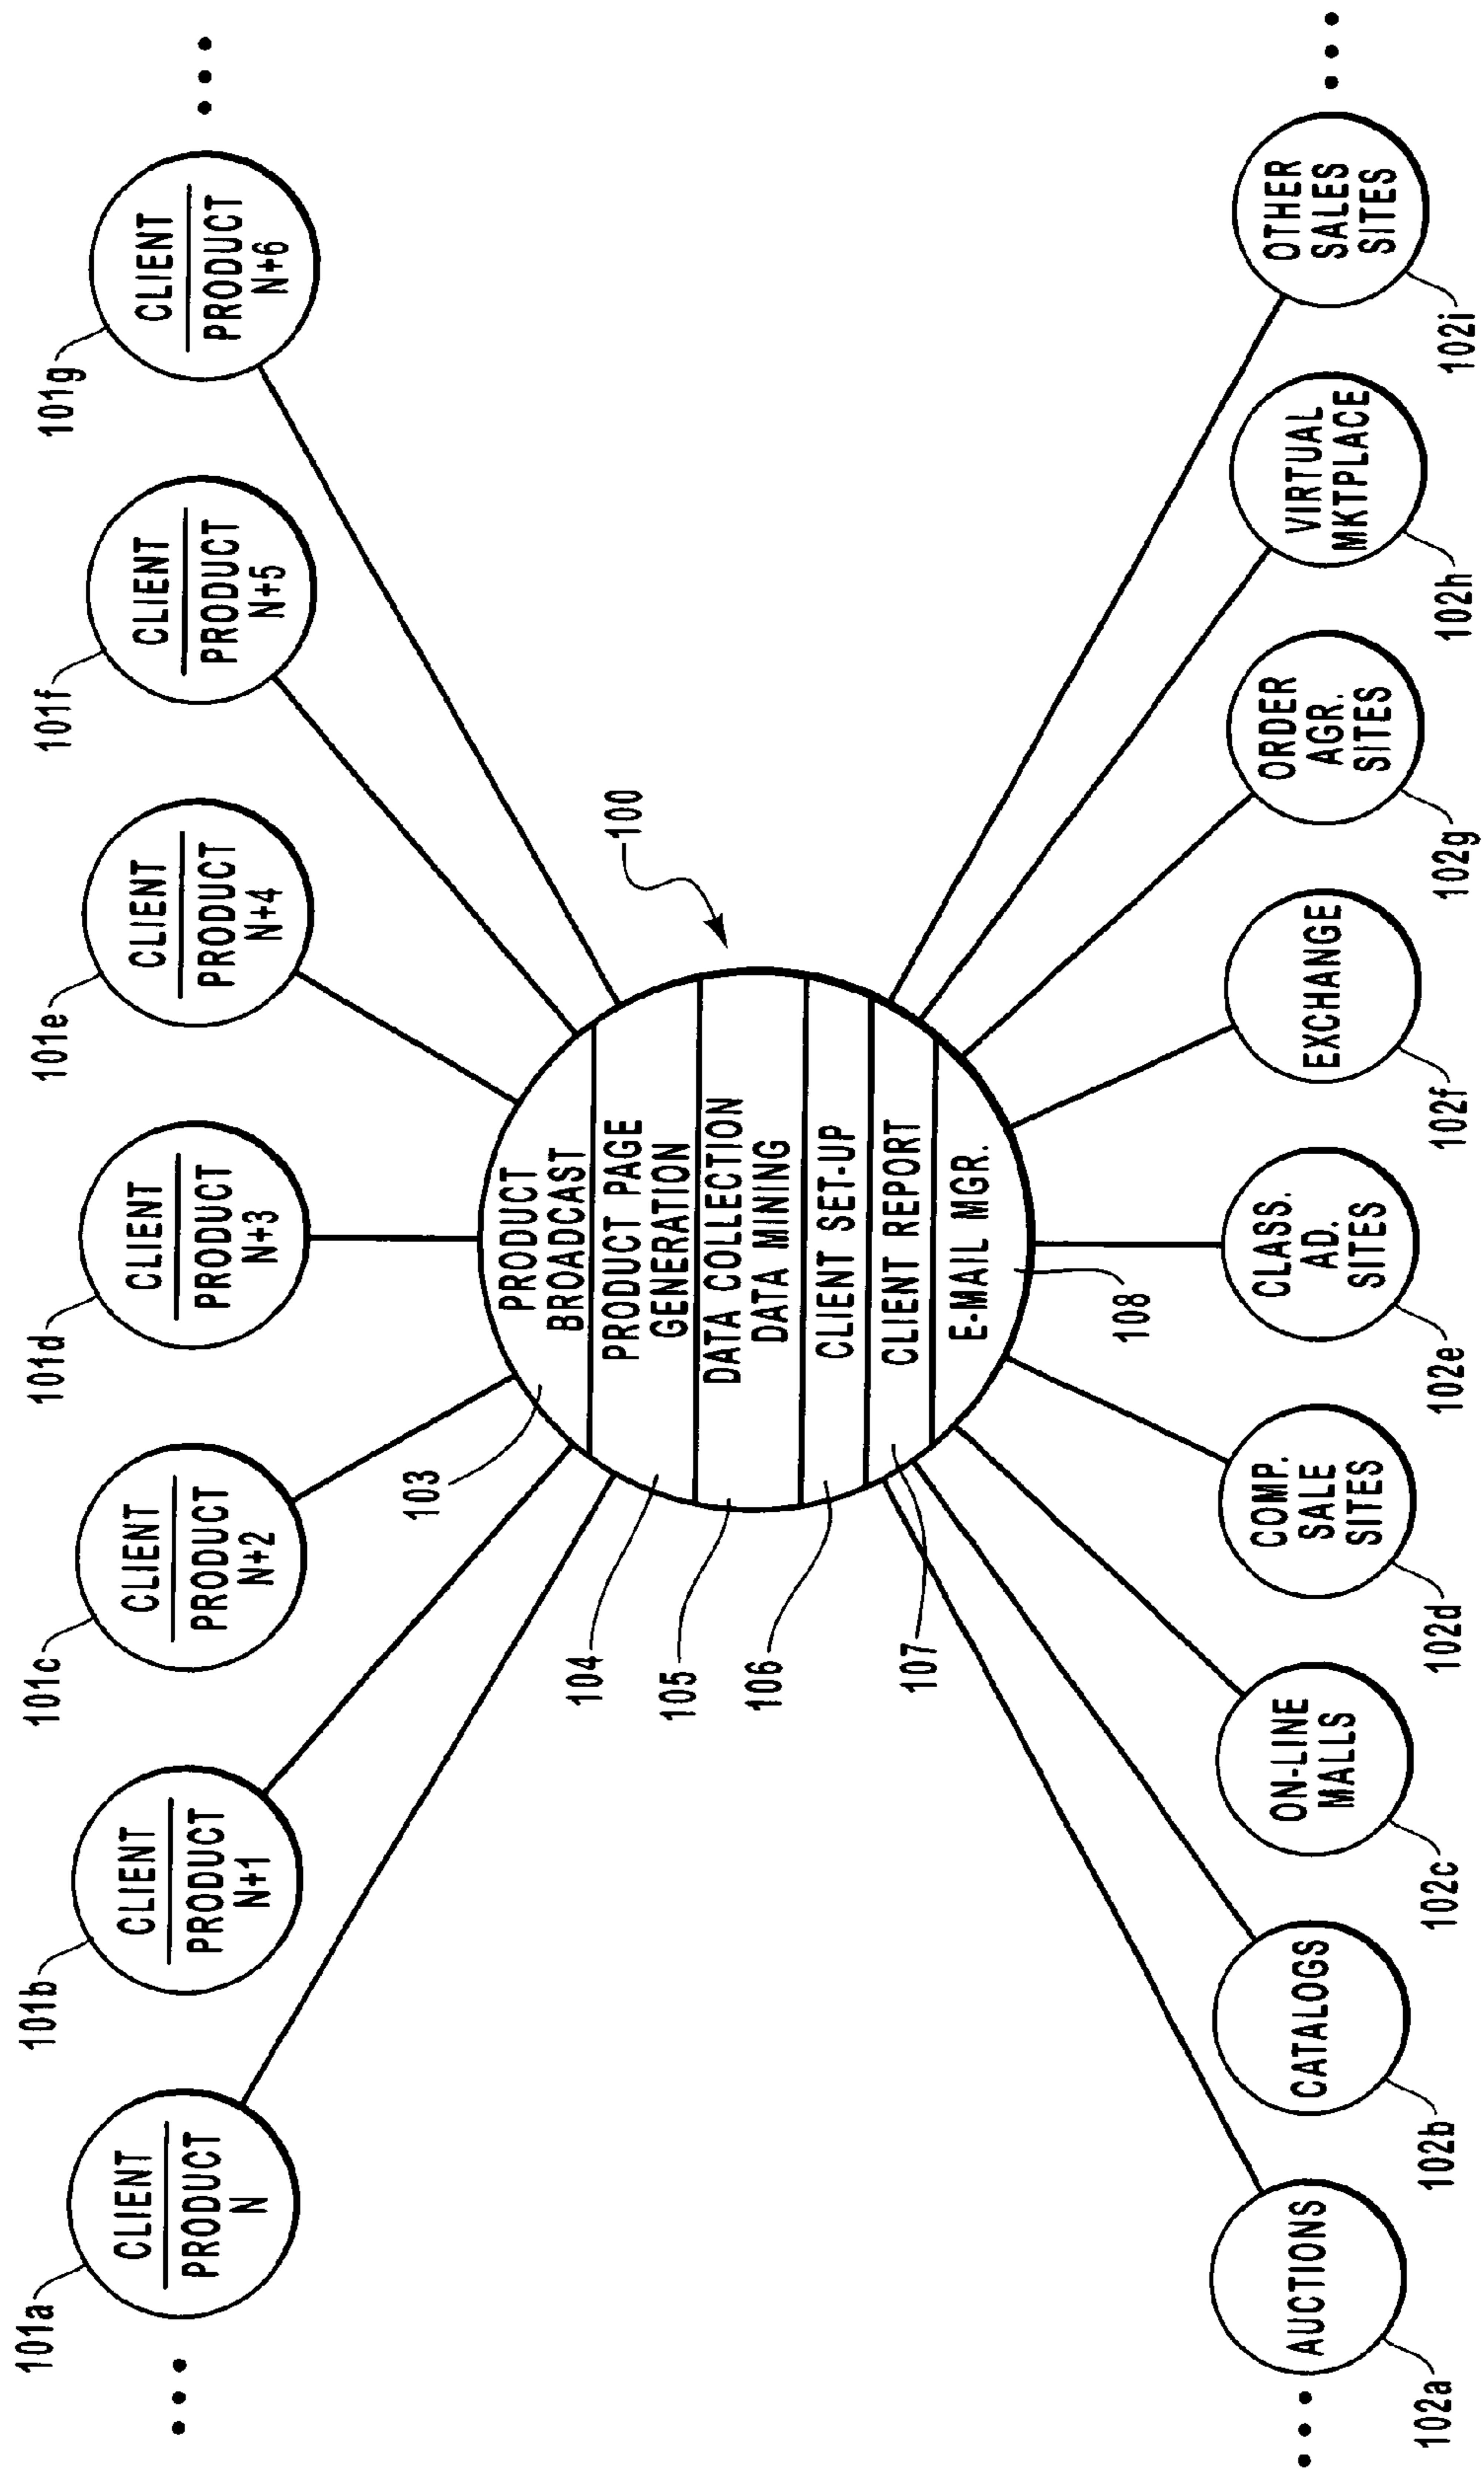 101a
CLIENT
PRODUCT
N
101b
CLIENT
PRODUCT
N+1
101c
CLIENT
PRODUCT
N+2
101d
CLIENT
PRODUCT
N+3
101e
CLIENT
PRODUCT
N+4
101f
CLIENT
PRODUCT
N+5
101g
CLIENT
PRODUCT
N+6
100
103
PRODUCT
BROADCAST
104
PRODUCT PAGE
GENERATION
105
DATA COLLECTION
DATA MINING
106
CLIENT SET-UP
107
CLIENT REPORT
E-MAIL MGR.
108
AUCTIONS
102a
CATALOGS
102b
ON-LINE
MALLS
102c
COMP.
SALE
SITES
102d
CLASS.
AD.
SITES
102e
EXCHANGE
102f
ORDER
AGR.
SITES
102g
VIRTUAL
MKTPLACE
102h
OTHER
SALES
SITES
102i